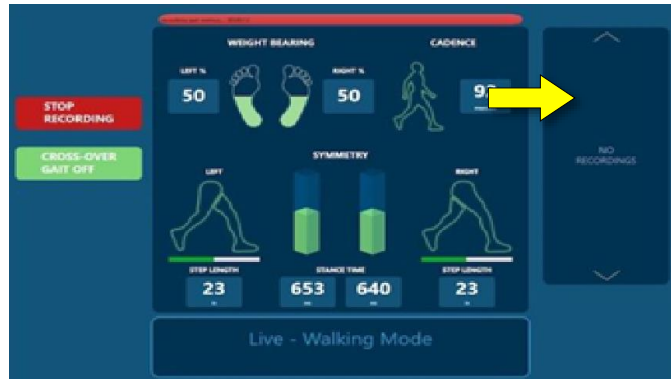 WEIGHT BEARING
CADENCE
LEFT %
RIGHT %
50
50
STOP
RECORDING
CROSS-OVER
GAIT OFF
NO
RECORDINGS
SYMMETRY
LEFT
RIGHT
STEP LENGTH
STANCE TIME
STEP LENGTH
23
653
640
23
Live - Walking Mode